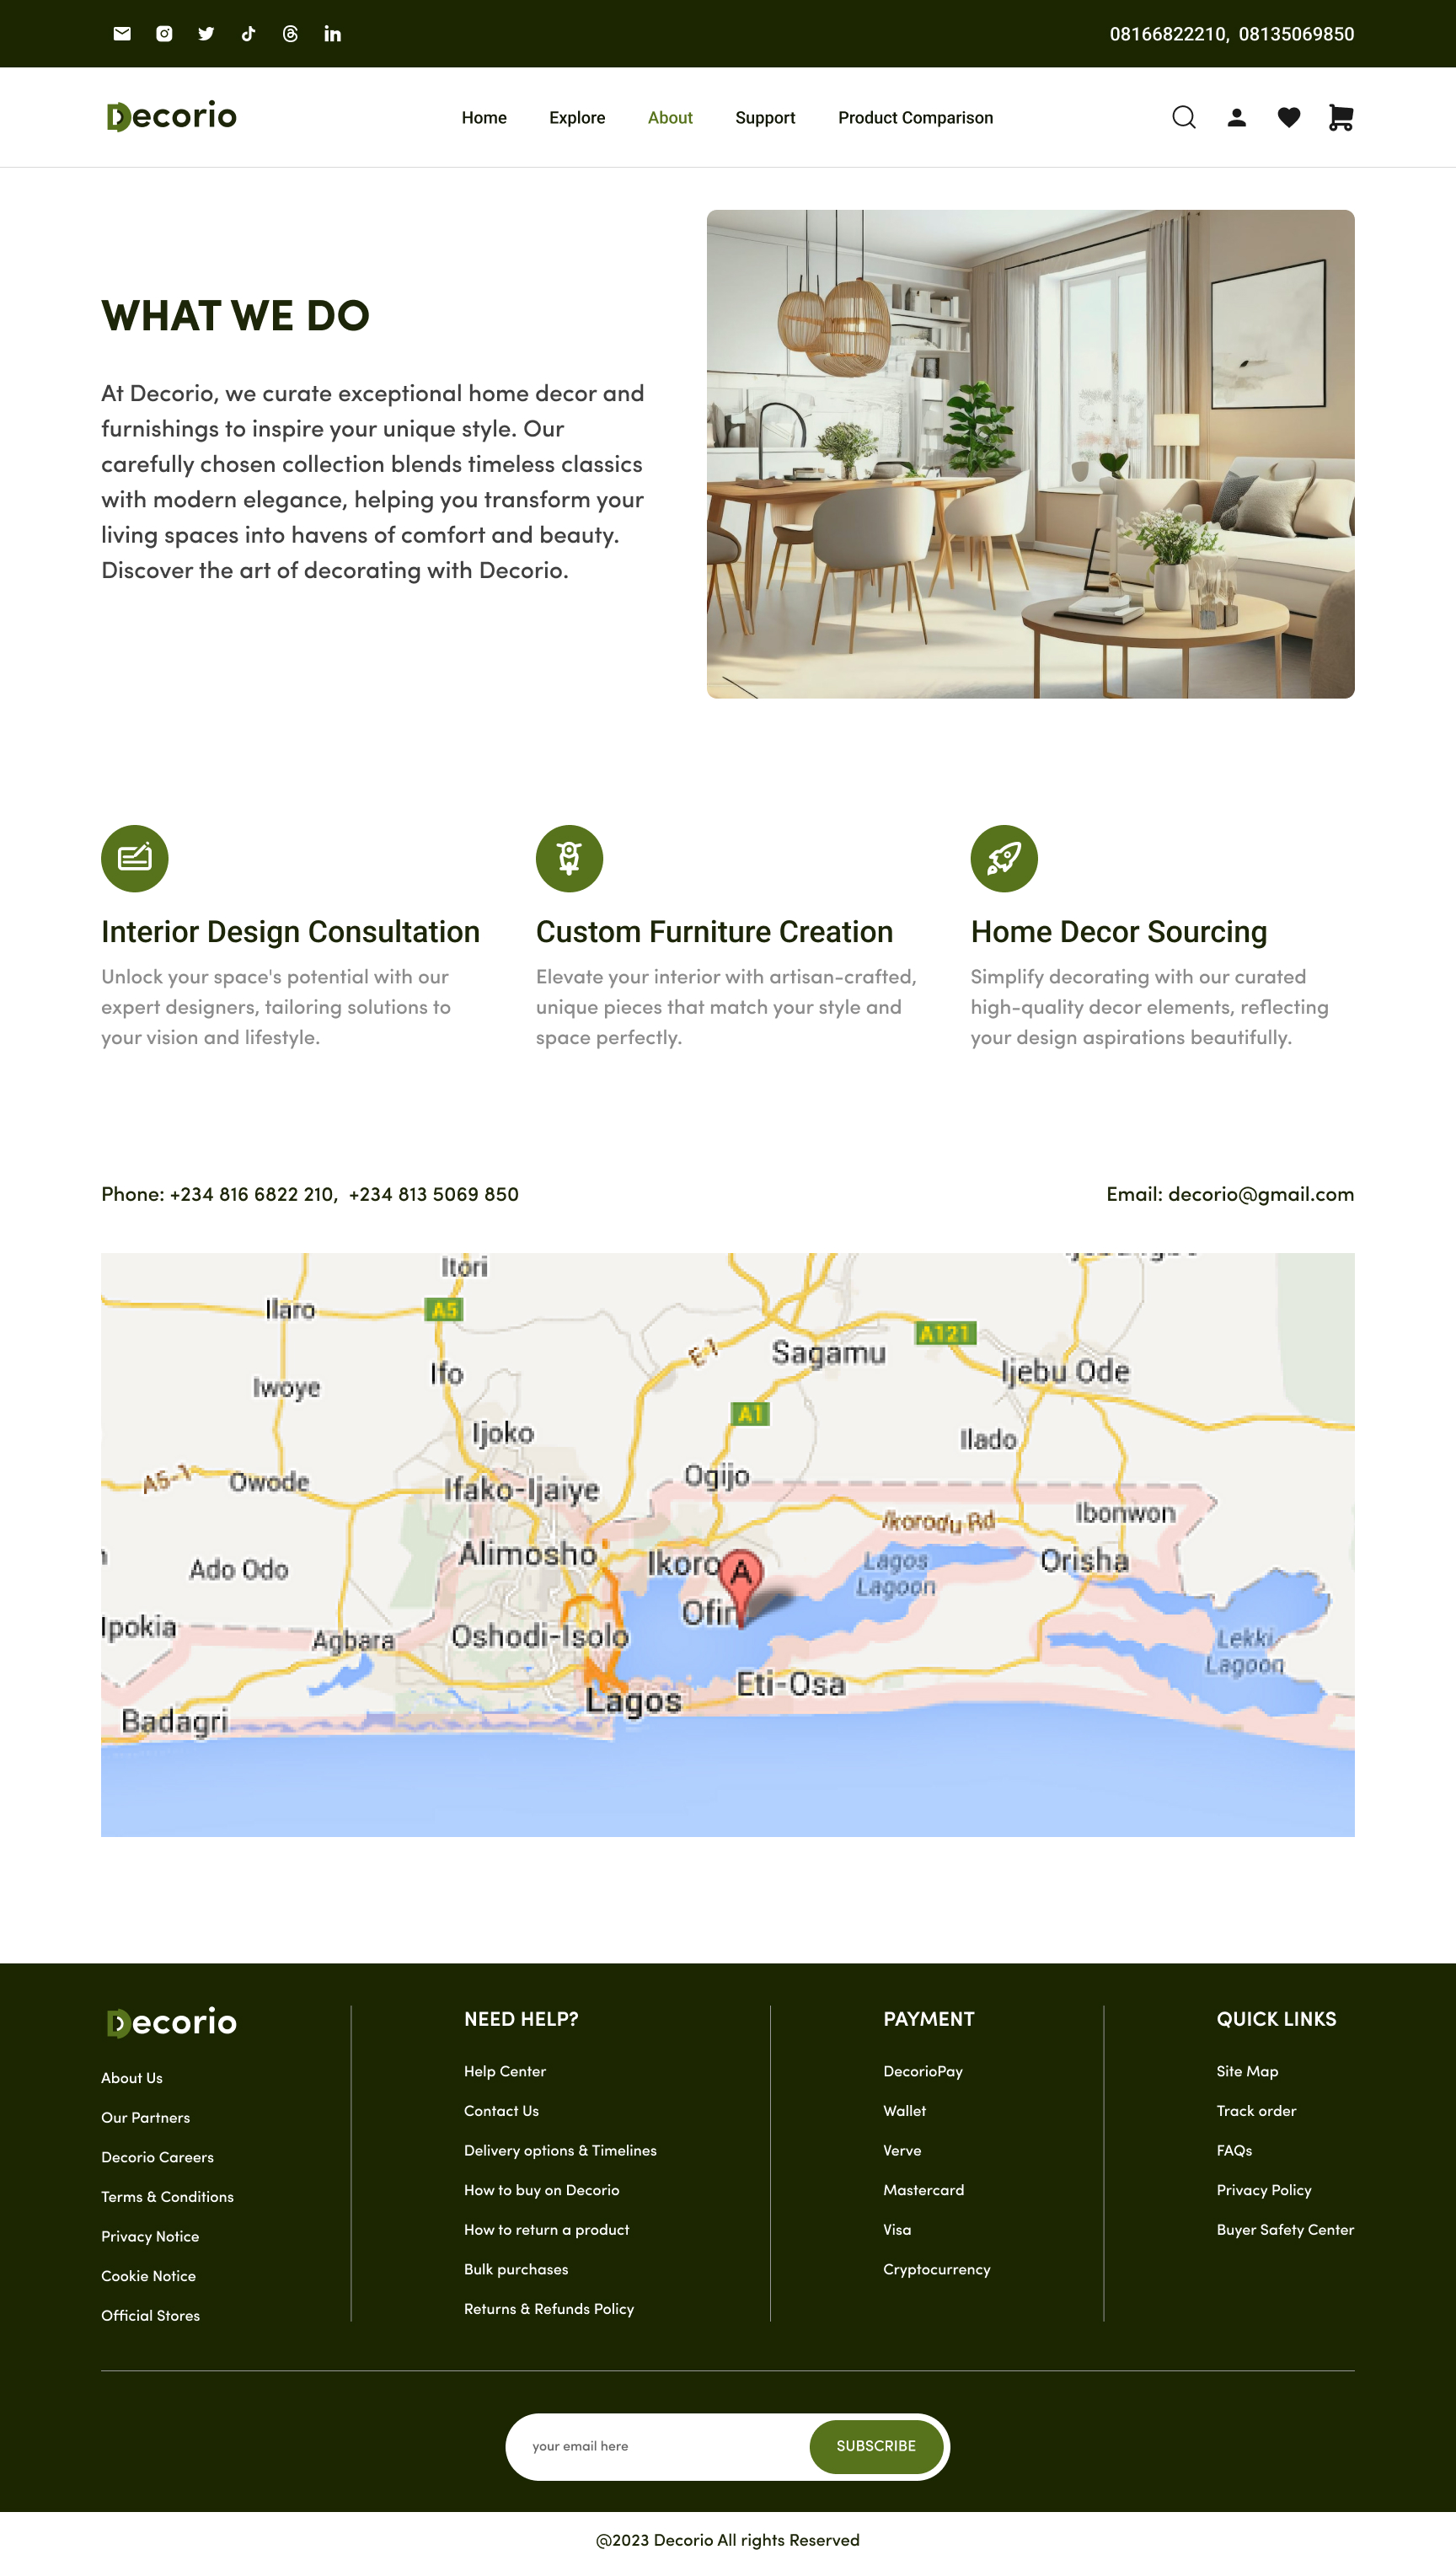 08166822210, 08135069850
Decorio
Home Explore About Support Product Comparison
WHAT WE DO
At Decorio, we curate exceptional home decor and
furnishings to inspire your unique style. Our
carefully chosen collection blends timeless classics
with modern elegance, helping you transform your
living spaces into havens of comfort and beauty.
Discover the art of decorating with Decorio.
Interior Design Consultation
Unlock your space's potential with our
expert designers, tailoring solutions to
your vision and lifestyle.
Custom Furniture Creation
Elevate your interior with artisan-crafted,
unique pieces that match your style and
space perfectly.
Home Decor Sourcing
Simplify decorating with our curated
high-quality decor elements, reflecting
your design aspirations beautifully.
Phone: +234 816 6822 210, +234 813 5069 850
Email: decorio@gmail.com
Itori
Ilaro
A5
A121
E-1
Sagamu
Ifo
Ijebu Ode
Iwoye
A1
Ijoko
Ilado
A5-1
Owode
Ifako-Ijaiye
Ogijo
Ikorodu Rd
Ibonwon
Ado Odo
Alimosho
Ikoro
A
Lagos
Lagoon
Orisha
Ipokia
Agbara
Oshodi-Isolo
Ofin
Lekki
Lagoon
Badagri
Lagos
Eti-Osa
Decorio
About Us
Our Partners
Decorio Careers
Terms & Conditions
Privacy Notice
Cookie Notice
Official Stores
NEED HELP?
Help Center
Contact Us
Delivery options & Timelines
How to buy on Decorio
How to return a product
Bulk purchases
Returns & Refunds Policy
PAYMENT
DecorioPay
Wallet
Verve
Mastercard
Visa
Cryptocurrency
QUICK LINKS
Site Map
Track order
FAQs
Privacy Policy
Buyer Safety Center
your email here
SUBSCRIBE
@2023 Decorio All rights Reserved